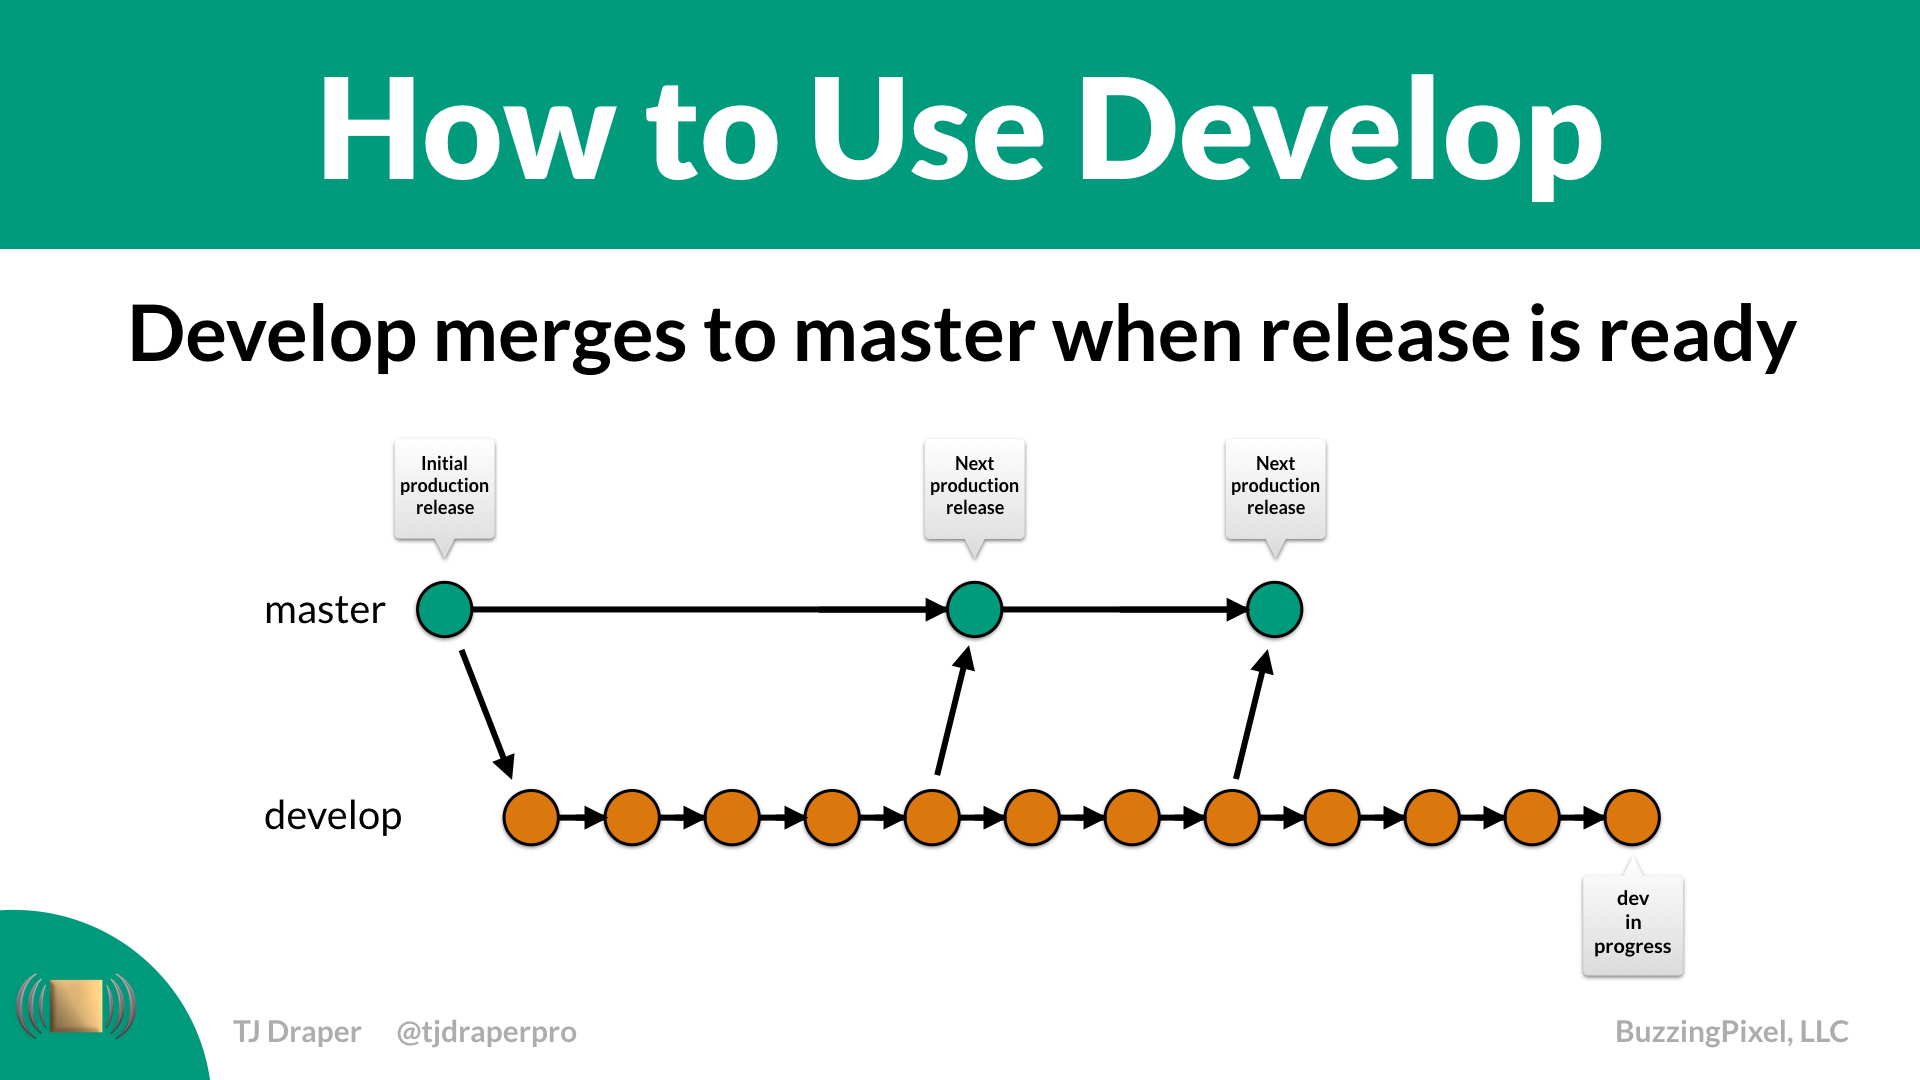 How to Use Develop
Develop merges to master when release is ready
Initial
production
release
Next
production
release
Next
production
release
master
develop
dev
in
progress
TJ Draper @tjdraperpro
BuzzingPixel, LLC